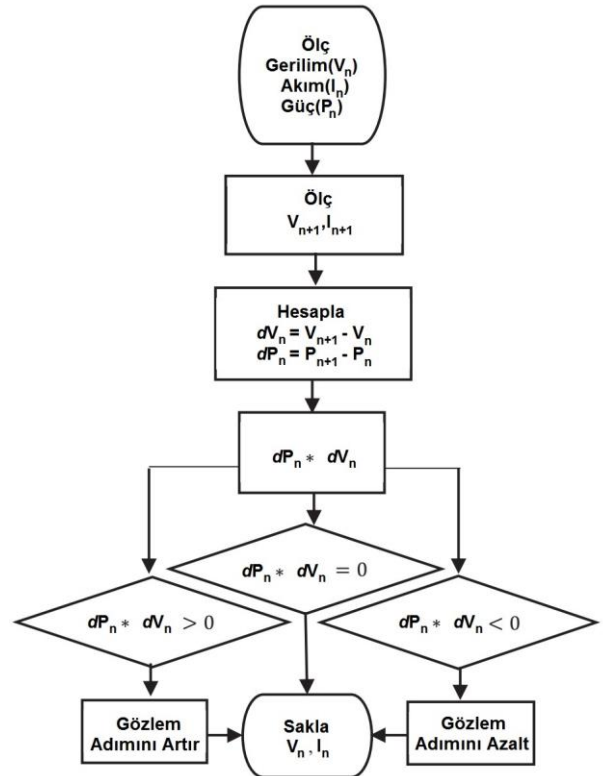 Ölç
Gerilim(Vₙ)
Akım(Iₙ)
Güç(Pₙ)
Ölç
Vₙ₊₁,Iₙ₊₁
Hesapla
dVₙ = Vₙ₊₁ - Vₙ
dPₙ = Pₙ₊₁ - Pₙ
dPₙ * dVₙ
dPₙ * dVₙ = 0
dPₙ * dVₙ > 0
dPₙ * dVₙ < 0
Gözlem
Adımını Artır
Sakla
Vₙ, Iₙ
Gözlem
Adımını Azalt